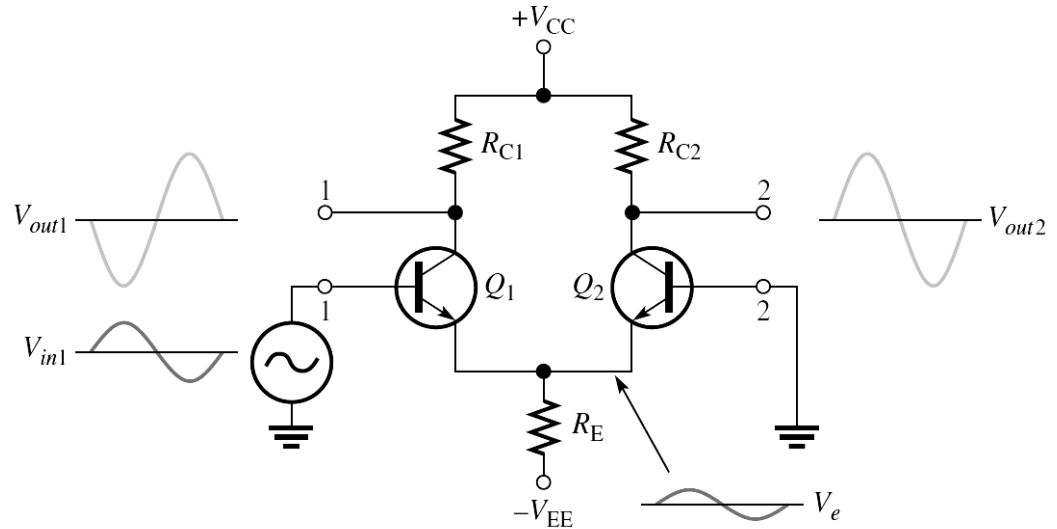 +V_CC
R_C1
R_C2
1
2
V_out1
V_out2
Q_1
Q_2
1
2
V_in1
R_E
–V_EE
V_e